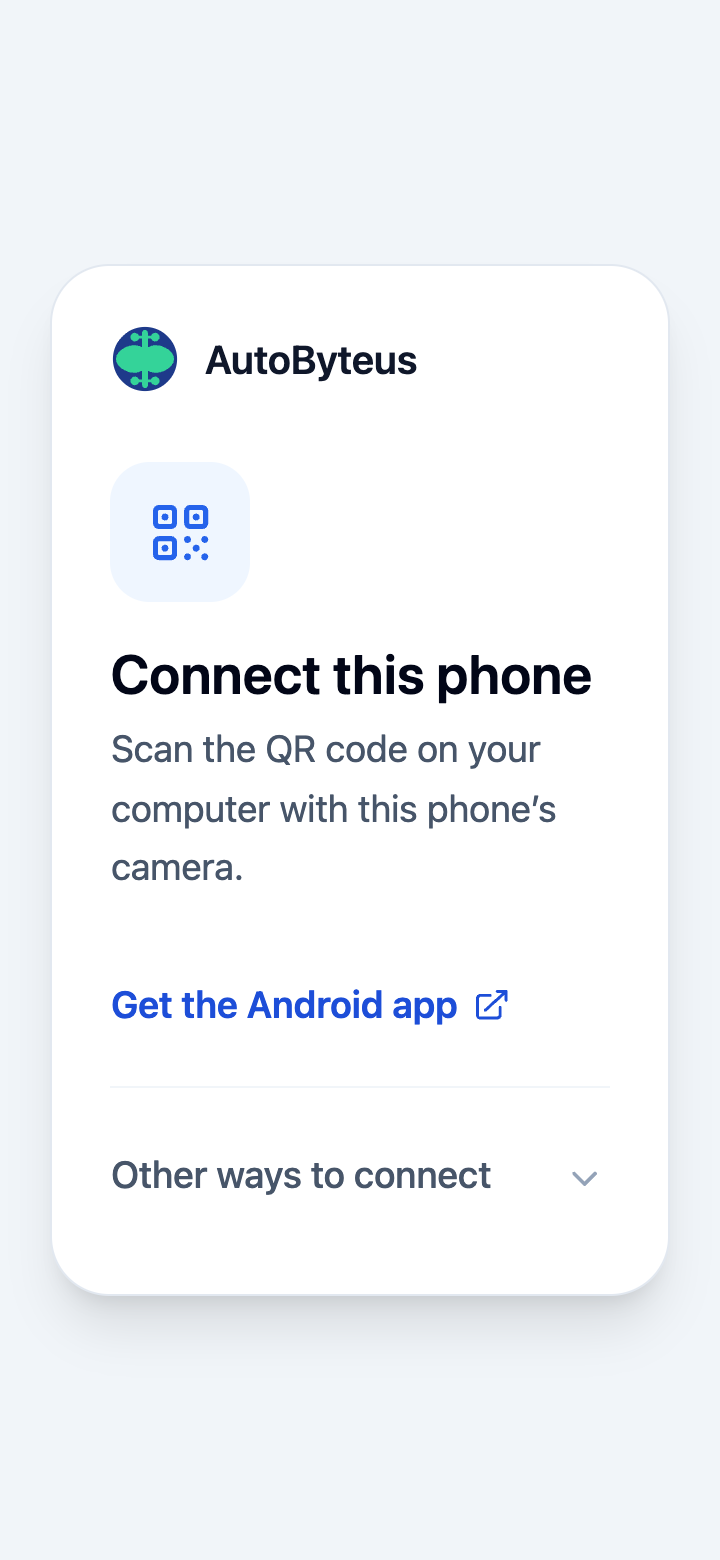 AutoByteus
Connect this phone
Scan the QR code on your
computer with this phone’s
camera.
Get the Android app
Other ways to connect